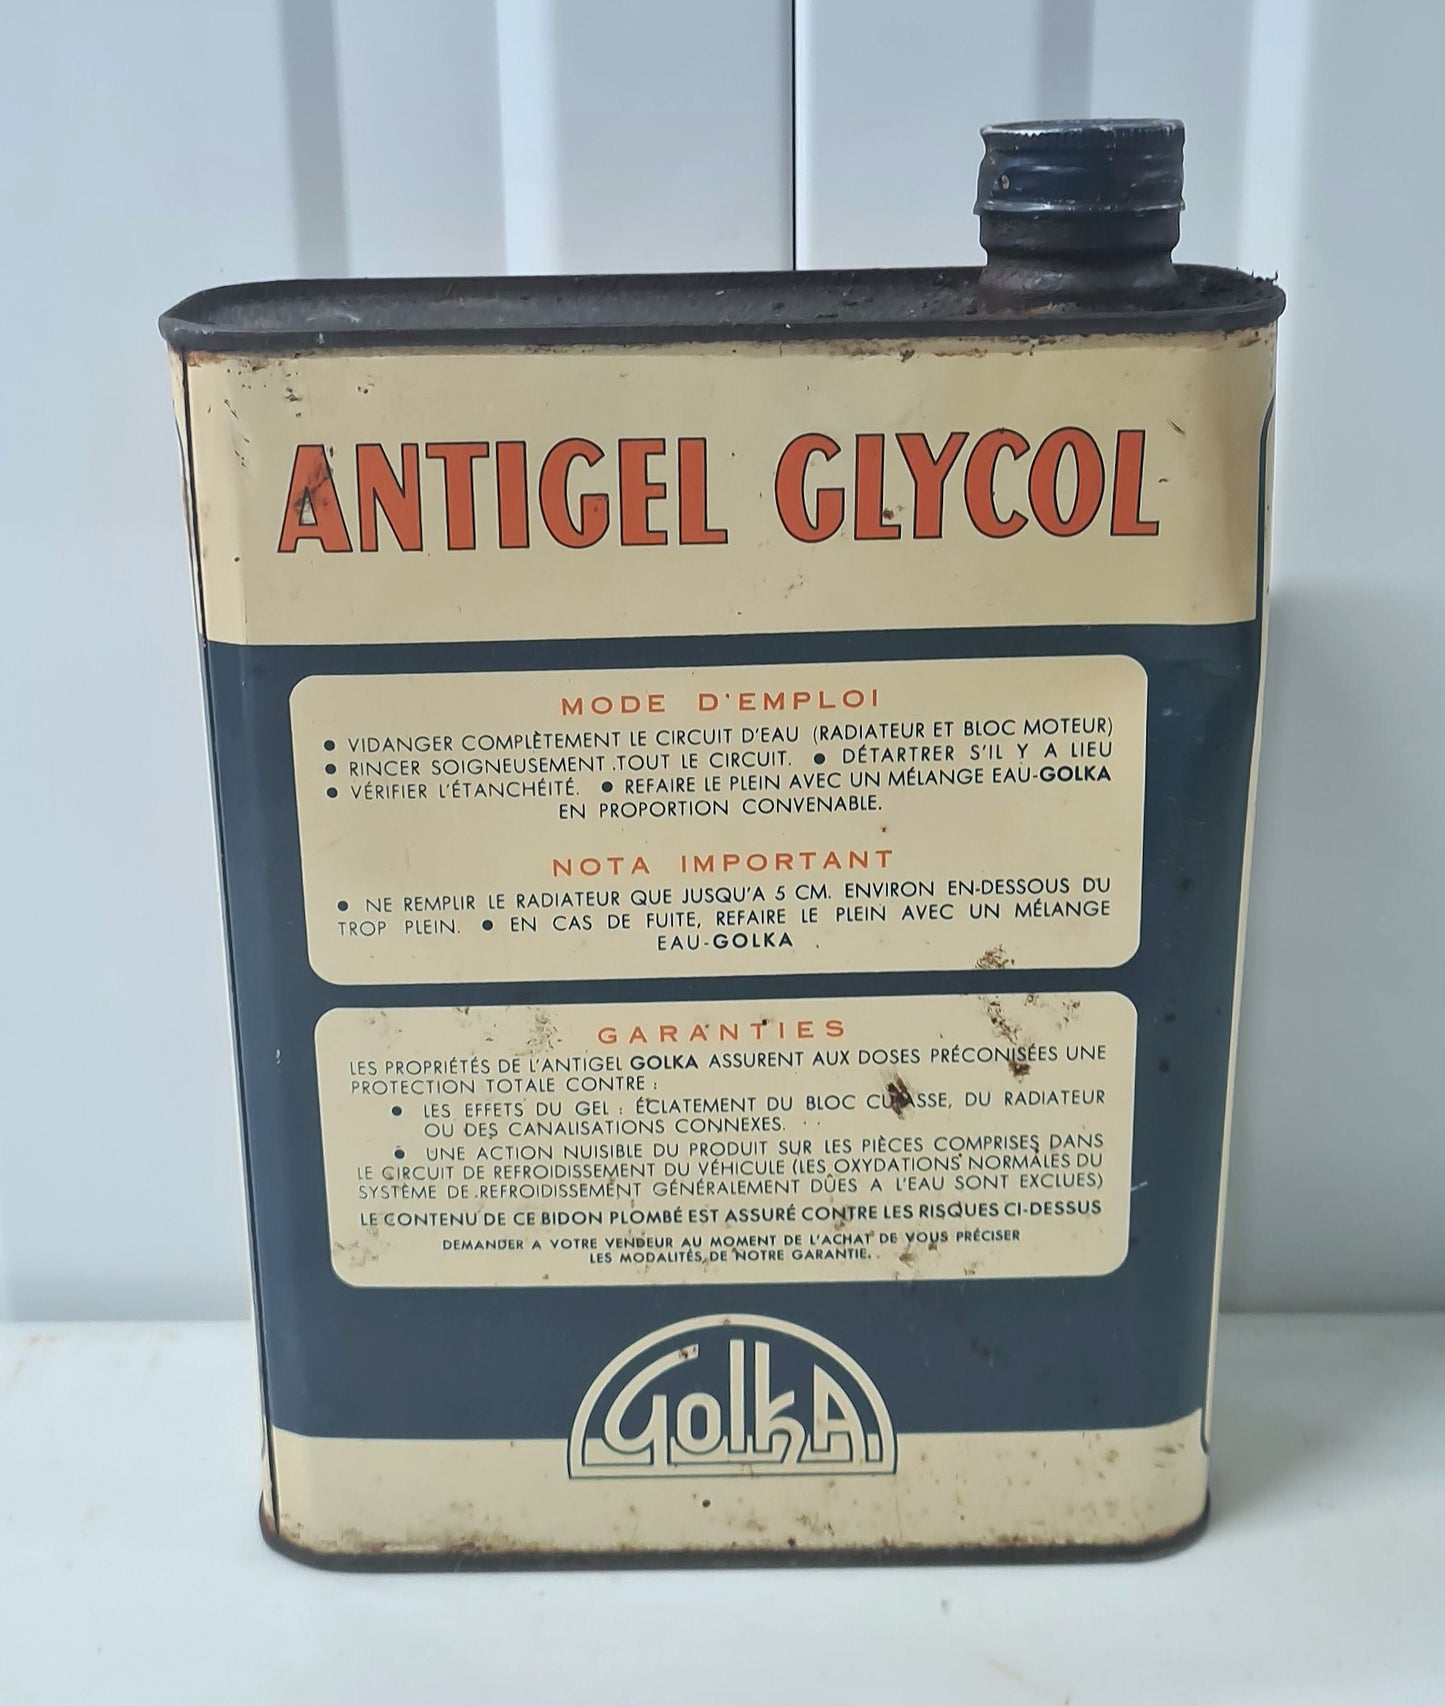 ANTIGEL GLYCOL
MODE D'EMPLOI
● VIDANGER COMPLÈTEMENT LE CIRCUIT D'EAU (RADIATEUR ET BLOC MOTEUR)
● RINCER SOIGNEUSEMENT TOUT LE CIRCUIT. ● DÉTARTRER S'IL Y A LIEU
● VÉRIFIER L'ÉTANCHÉITÉ. ● REFAIRE LE PLEIN AVEC UN MÉLANGE EAU-GOLKA
EN PROPORTION CONVENABLE.
NOTA IMPORTANT
● NE REMPLIR LE RADIATEUR QUE JUSQU'A 5 CM. ENVIRON EN-DESSOUS DU
TROP PLEIN. ● EN CAS DE FUITE, REFAIRE LE PLEIN AVEC UN MÉLANGE
EAU-GOLKA
GARANTIES
LES PROPRIÉTÉS DE L'ANTIGEL GOLKA ASSURENT AUX DOSES PRÉCONISÉES UNE
PROTECTION TOTALE CONTRE :
● LES EFFETS DU GEL : ÉCLATEMENT DU BLOC CULASSE, DU RADIATEUR
OU DES CANALISATIONS CONNEXES.
● UNE ACTION NUISIBLE DU PRODUIT SUR LES PIÈCES COMPRISES DANS
LE CIRCUIT DE REFROIDISSEMENT DU VÉHICULE (LES OXYDATIONS NORMALES DU
SYSTÈME DE REFROIDISSEMENT GÉNÉRALEMENT DÛES A L'EAU SONT EXCLUES)
LE CONTENU DE CE BIDON PLOMBÉ EST ASSURÉ CONTRE LES RISQUES CI-DESSUS
DEMANDER A VOTRE VENDEUR AU MOMENT DE L'ACHAT DE VOUS PRÉCISER
LES MODALITÉS DE NOTRE GARANTIE.
GolkA